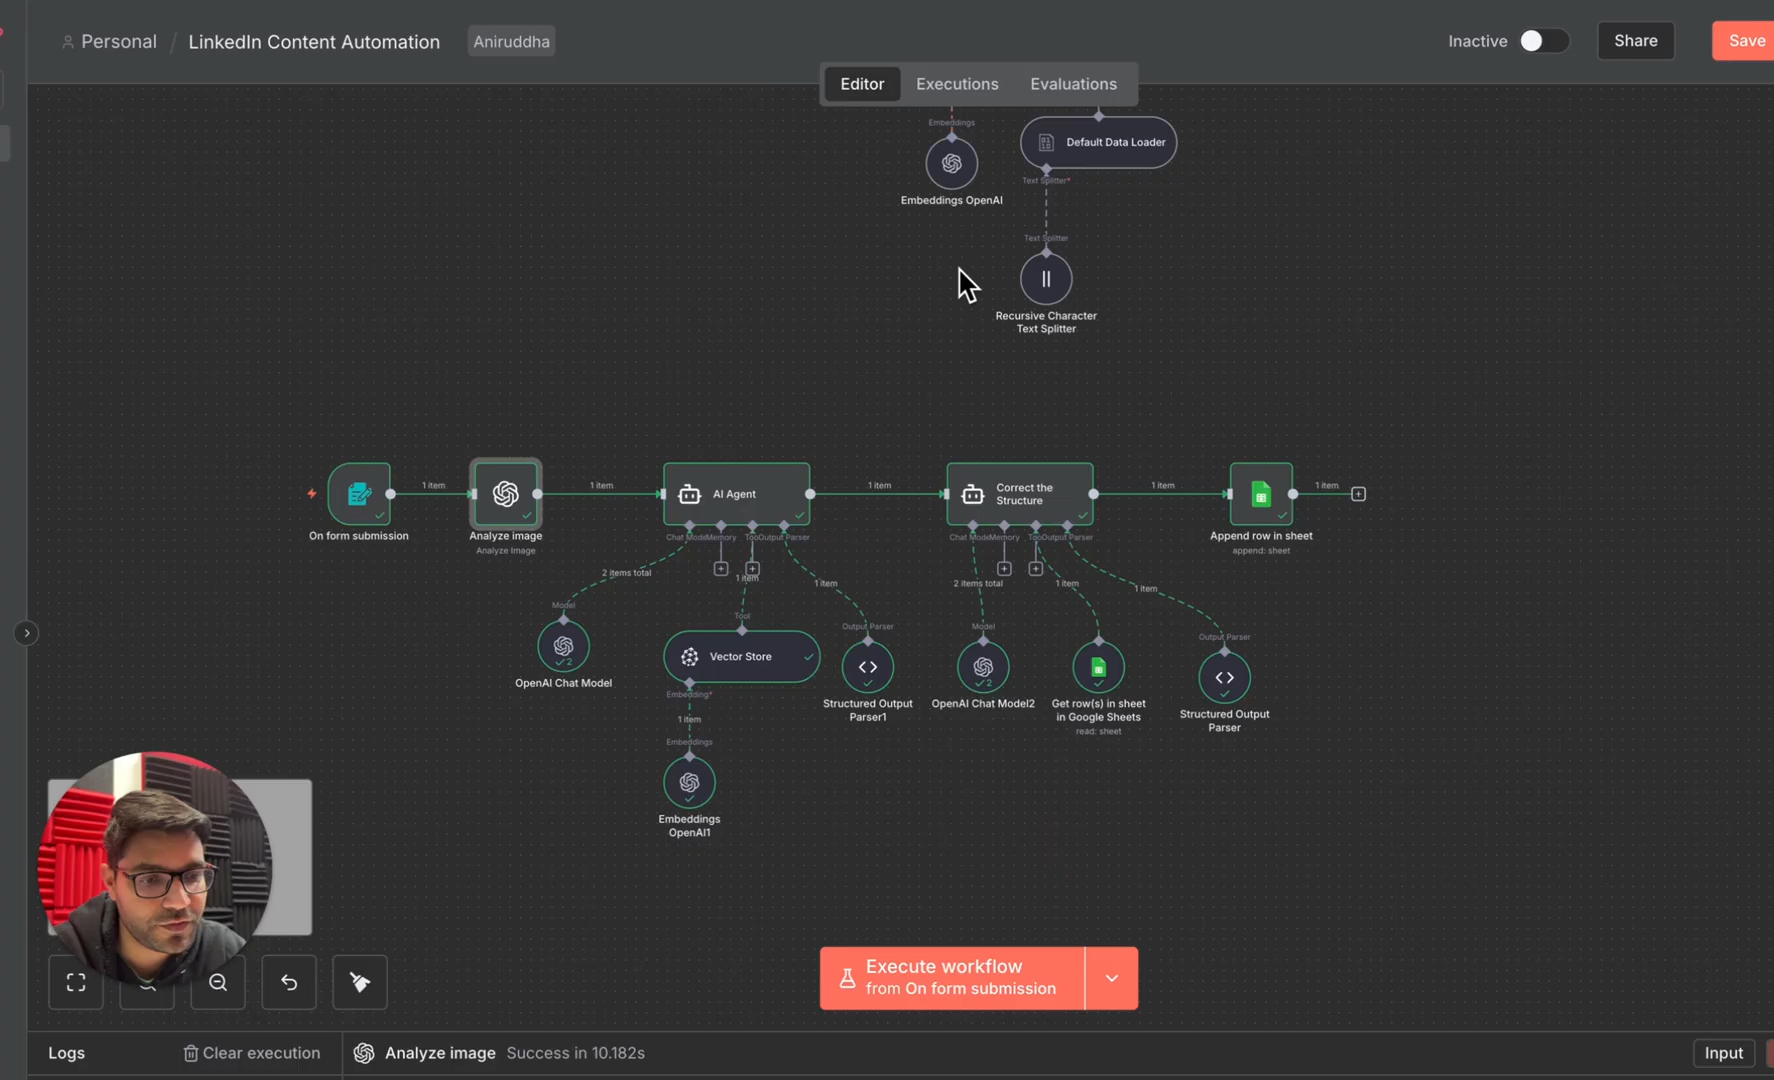 Personal / LinkedIn Content Automation Aniruddha
Inactive Share Save
Editor Executions Evaluations
Embeddings
Default Data Loader
Text Splitter*
Embeddings OpenAI
Text Splitter
Recursive Character
Text Splitter
1 item 1 item 1 item 1 item 1 item
AI Agent
Correct the
Structure
On form submission
Analyze image
Analyze Image
Append row in sheet
append: sheet
Chat Mode Memory Too Output Parser
Chat Mode Memory Too Output Parser
2 items total 1 item 1 item 2 items total 1 item 1 item
Model
Tool
Output Parser
Model
Output Parser
Vector Store
2
2
OpenAI Chat Model
Embedding*
Structured Output
Parser1
OpenAI Chat Model2
Get row(s) in sheet
in Google Sheets
read: sheet
Structured Output
Parser
1 item
Embeddings
Embeddings
OpenAI1
Execute workflow
from On form submission
Logs Clear execution Analyze image Success in 10.182s Input